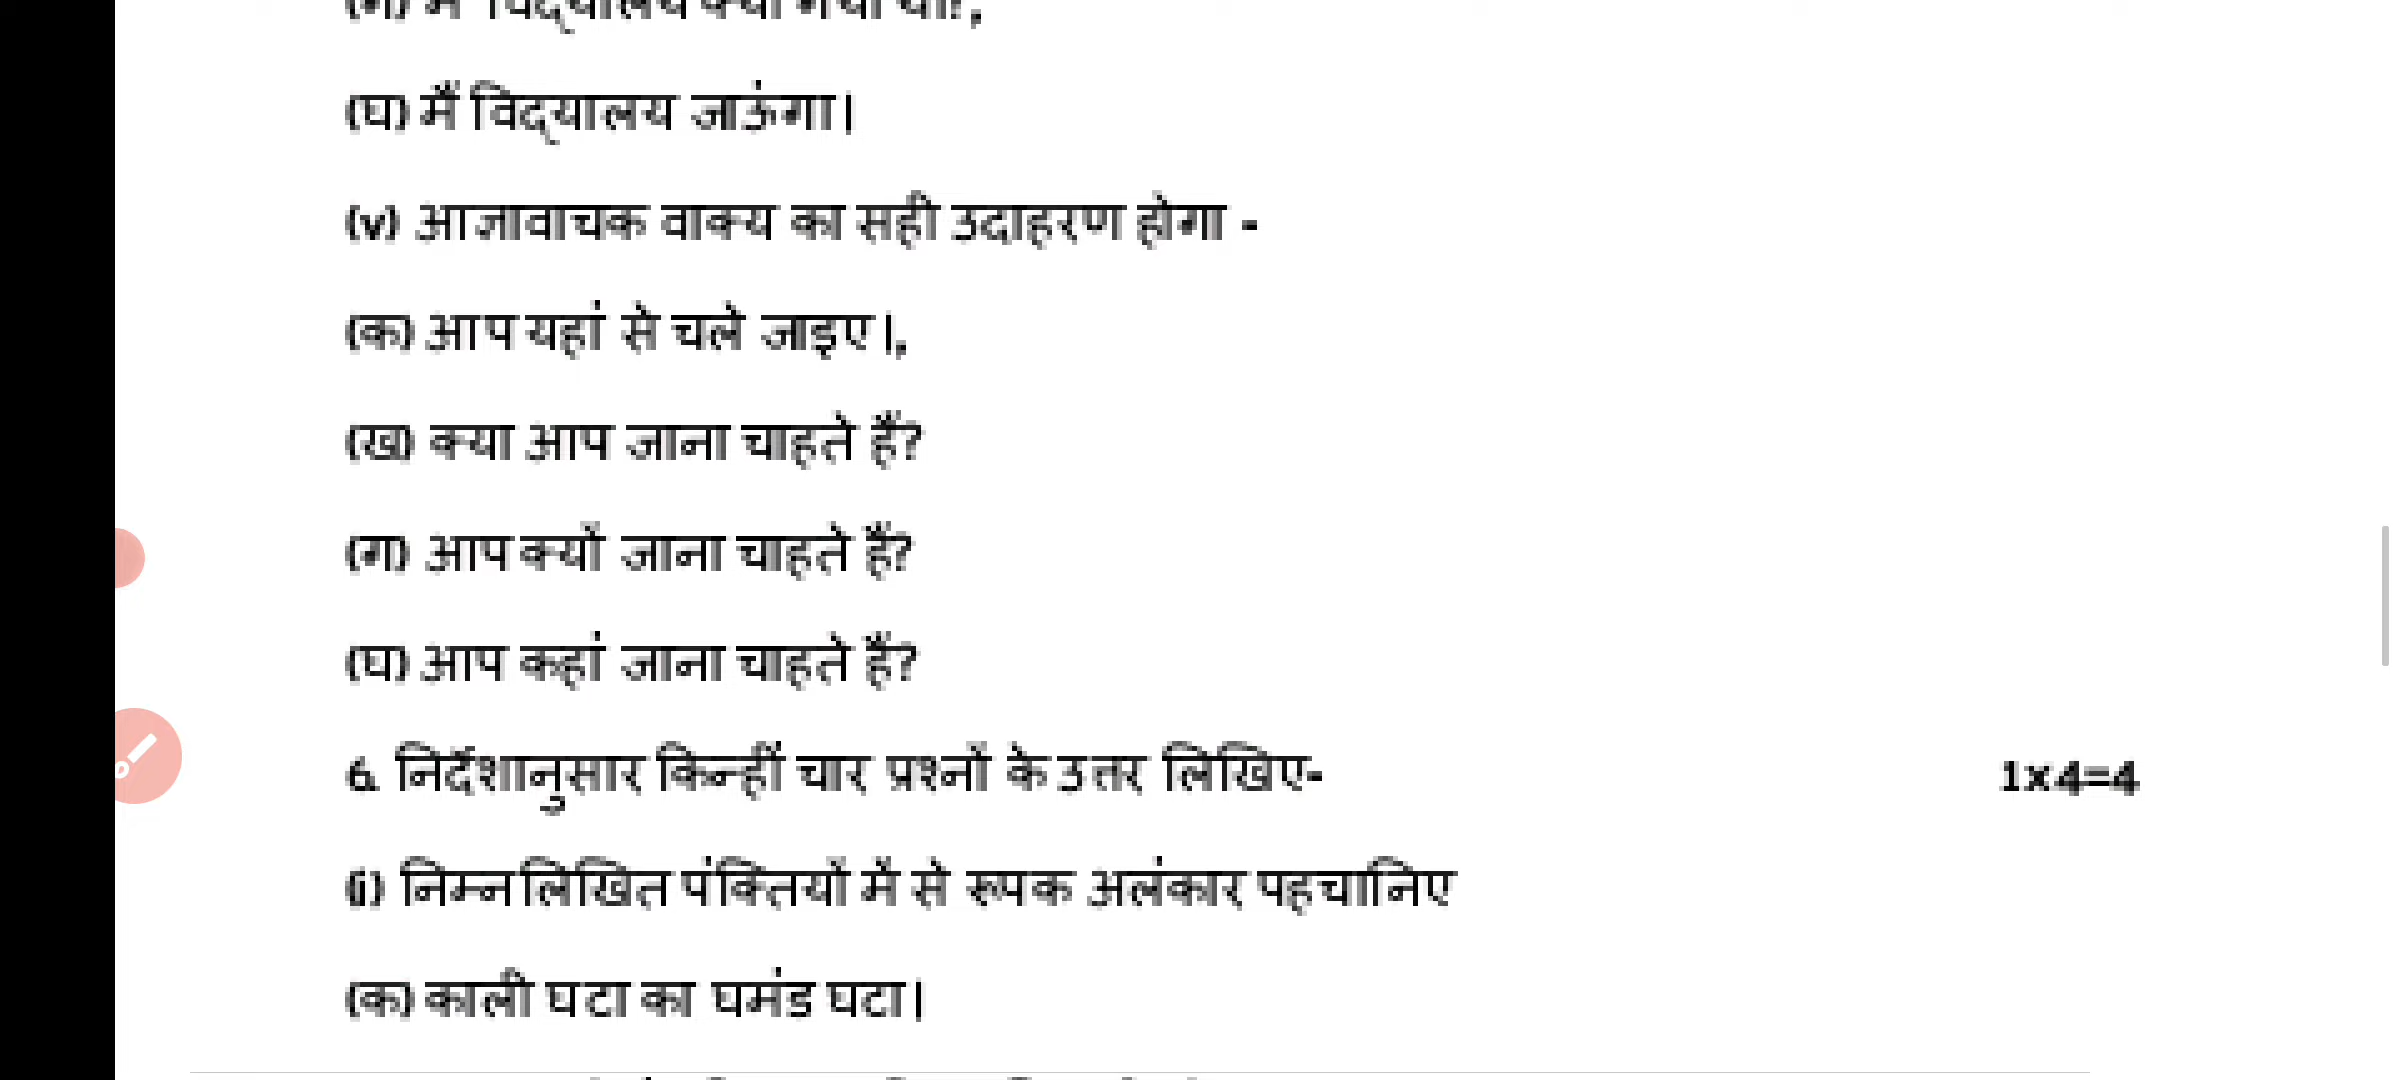 (घ) मैं विद्यालय जाऊंगा।
(v) आज्ञावाचक वाक्य का सही उदाहरण होगा -
(क) आप यहां से चले जाइए।,
(ख) क्या आप जाना चाहते हैं?
(ग) आप क्यों जाना चाहते हैं?
(घ) आप कहां जाना चाहते हैं?
6. निर्देशानुसार किन्हीं चार प्रश्नों के उत्तर लिखिए- 1x4=4
(i) निम्नलिखित पंक्तियों में से रूपक अलंकार पहचानिए
(क) काली घटा का घमंड घटा।